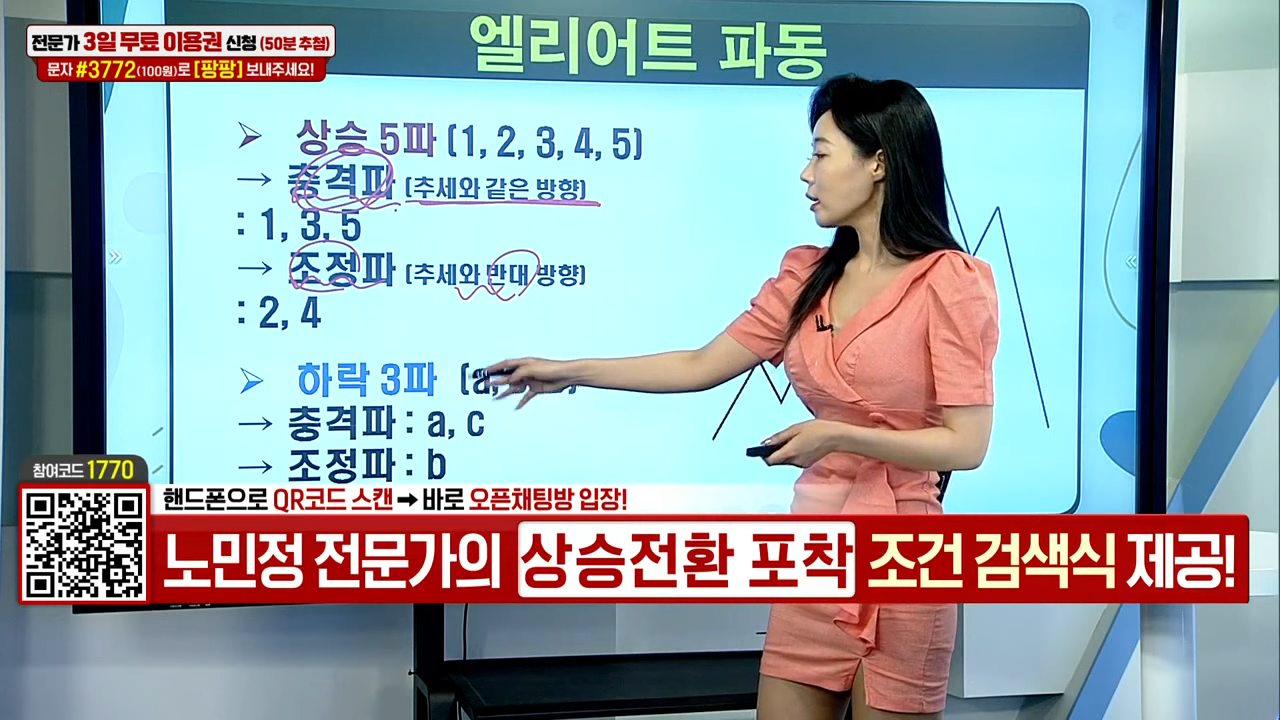 전문가 3일 무료 이용권 신청 (50분 추첨)
문자 #3772(100원)로 [팡팡] 보내주세요!
엘리어트 파동
➢ 상승 5파 (1, 2, 3, 4, 5)
→ 충격파 (추세와 같은 방향)
: 1, 3, 5
→ 조정파 (추세와 반대 방향)
: 2, 4
➢ 하락 3파 (a,
→ 충격파 : a, c
→ 조정파 : b
참여코드 1770
핸드폰으로 QR코드 스캔 → 바로 오픈채팅방 입장!
노민정 전문가의 상승전환 포착 조건 검색식 제공!